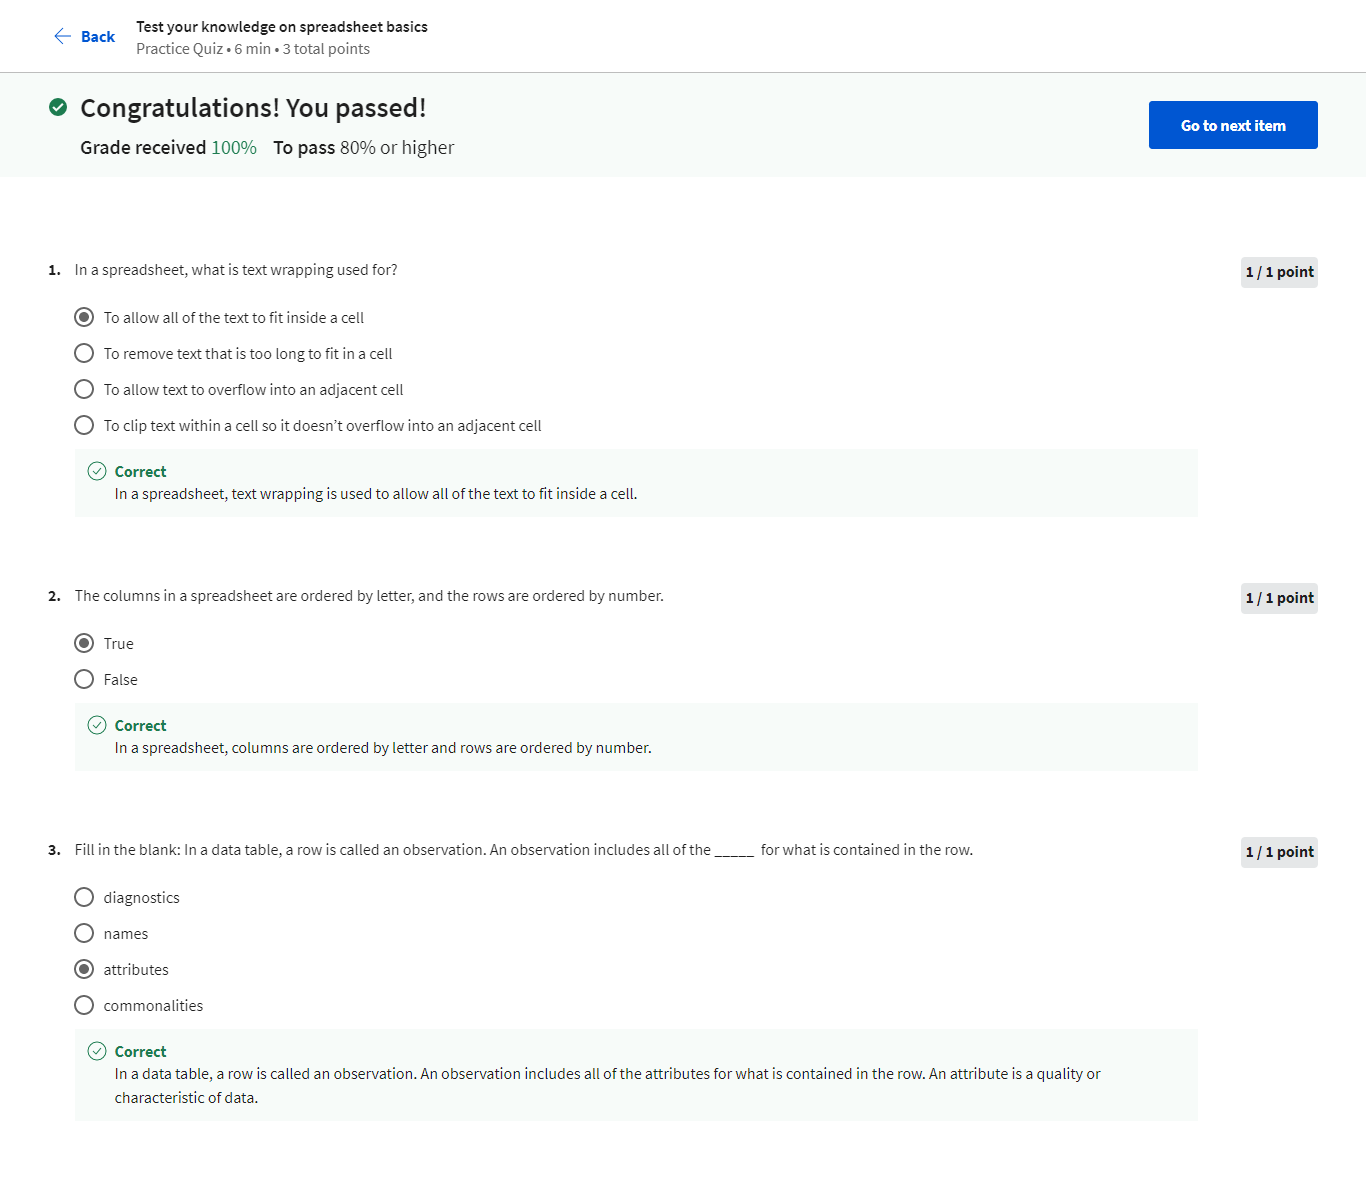 Back
Test your knowledge on spreadsheet basics
Practice Quiz • 6 min • 3 total points
Congratulations! You passed!
Grade received 100% To pass 80% or higher
Go to next item
1. In a spreadsheet, what is text wrapping used for?
1 / 1 point
To allow all of the text to fit inside a cell
To remove text that is too long to fit in a cell
To allow text to overflow into an adjacent cell
To clip text within a cell so it doesn’t overflow into an adjacent cell
Correct
In a spreadsheet, text wrapping is used to allow all of the text to fit inside a cell.
2. The columns in a spreadsheet are ordered by letter, and the rows are ordered by number.
1 / 1 point
True
False
Correct
In a spreadsheet, columns are ordered by letter and rows are ordered by number.
3. Fill in the blank: In a data table, a row is called an observation. An observation includes all of the _____ for what is contained in the row.
1 / 1 point
diagnostics
names
attributes
commonalities
Correct
In a data table, a row is called an observation. An observation includes all of the attributes for what is contained in the row. An attribute is a quality or
characteristic of data.